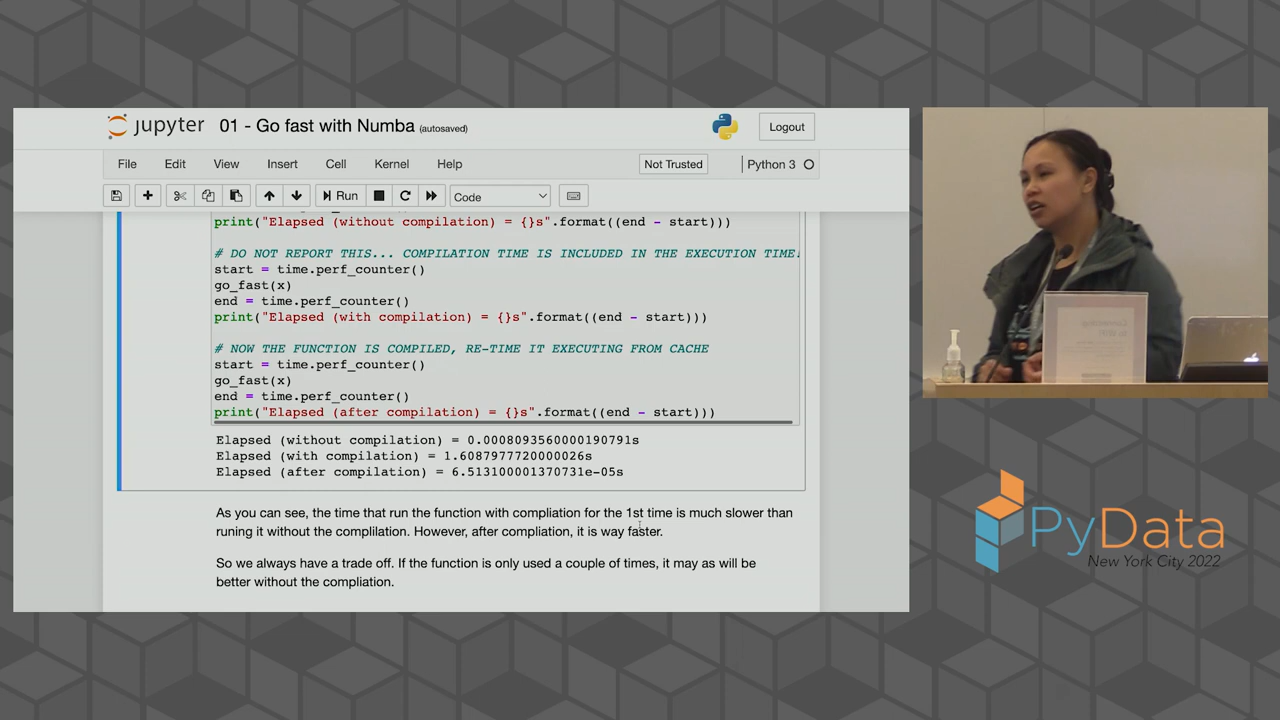 jupyter 01 - Go fast with Numba (autosaved)
Logout
File Edit View Insert Cell Kernel Help
Not Trusted
Python 3
Run
Code
print("Elapsed (without compilation) = {}s".format((end - start)))
# DO NOT REPORT THIS... COMPILATION TIME IS INCLUDED IN THE EXECUTION TIME!
start = time.perf_counter()
go_fast(x)
end = time.perf_counter()
print("Elapsed (with compilation) = {}s".format((end - start)))
# NOW THE FUNCTION IS COMPILED, RE-TIME IT EXECUTING FROM CACHE
start = time.perf_counter()
go_fast(x)
end = time.perf_counter()
print("Elapsed (after compilation) = {}s".format((end - start)))
Elapsed (without compilation) = 0.0008093560000190791s
Elapsed (with compilation) = 1.6087977720000026s
Elapsed (after compilation) = 6.513100001370731e-05s
As you can see, the time that run the function with compliation for the 1st time is much slower than
runing it without the complilation. However, after compliation, it is way faster.
So we always have a trade off. If the function is only used a couple of times, it may as will be
better without the compliation.
PyData
New York City 2022